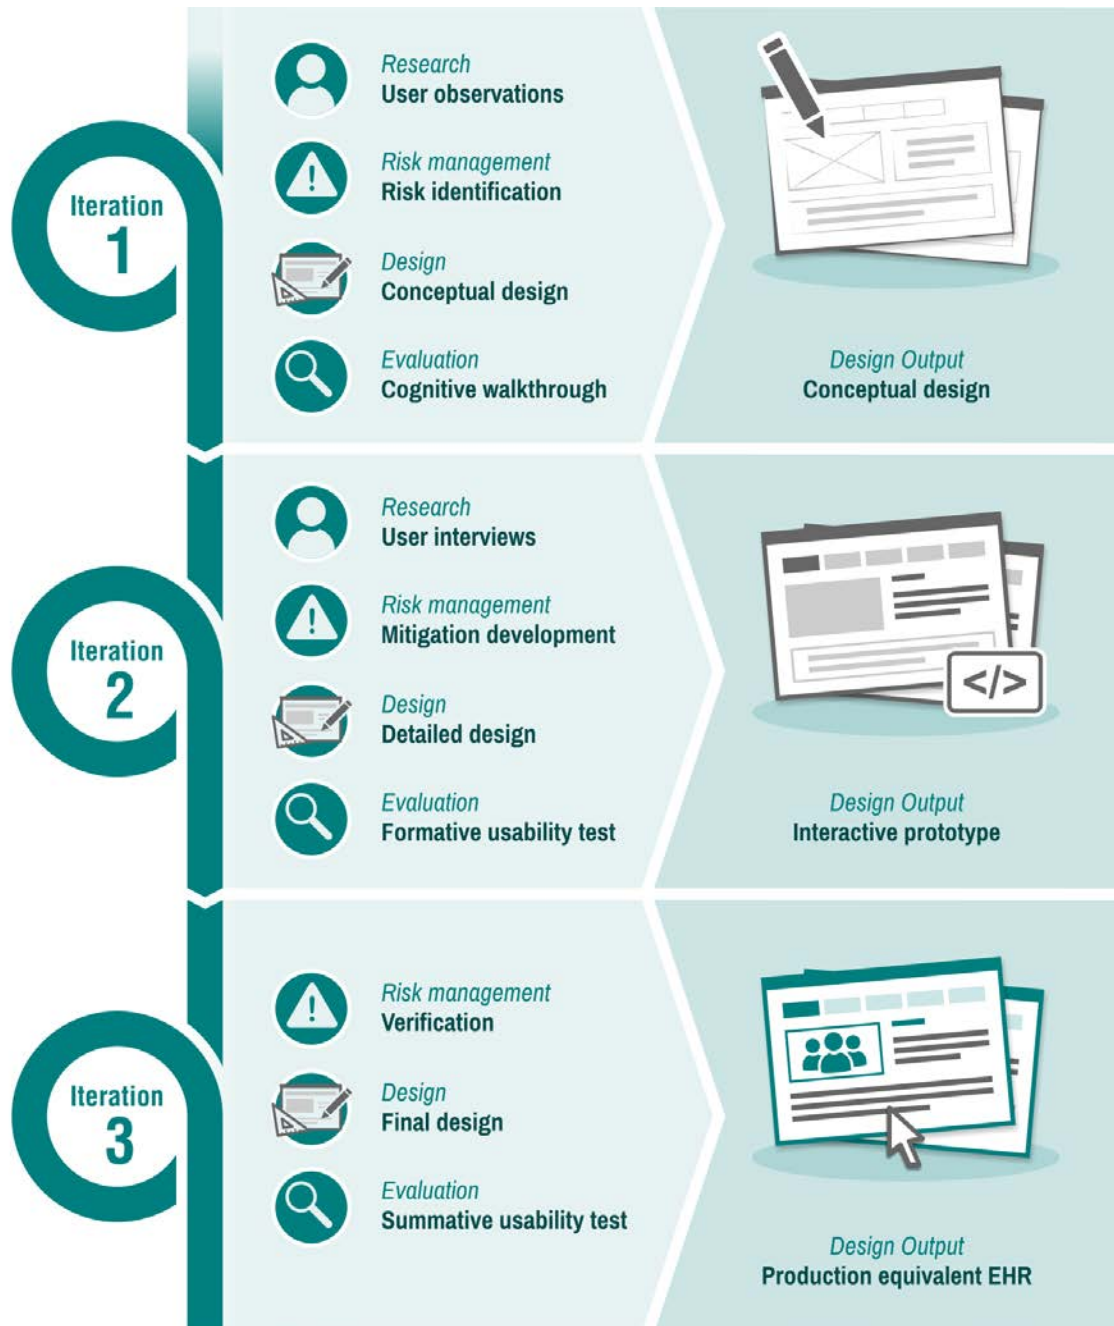 Iteration
1
Research
User observations
Risk management
Risk identification
Design
Conceptual design
Evaluation
Cognitive walkthrough
Design Output
Conceptual design
Iteration
2
Research
User interviews
Risk management
Mitigation development
Design
Detailed design
Evaluation
Formative usability test
</>
Design Output
Interactive prototype
Iteration
3
Risk management
Verification
Design
Final design
Evaluation
Summative usability test
Design Output
Production equivalent EHR